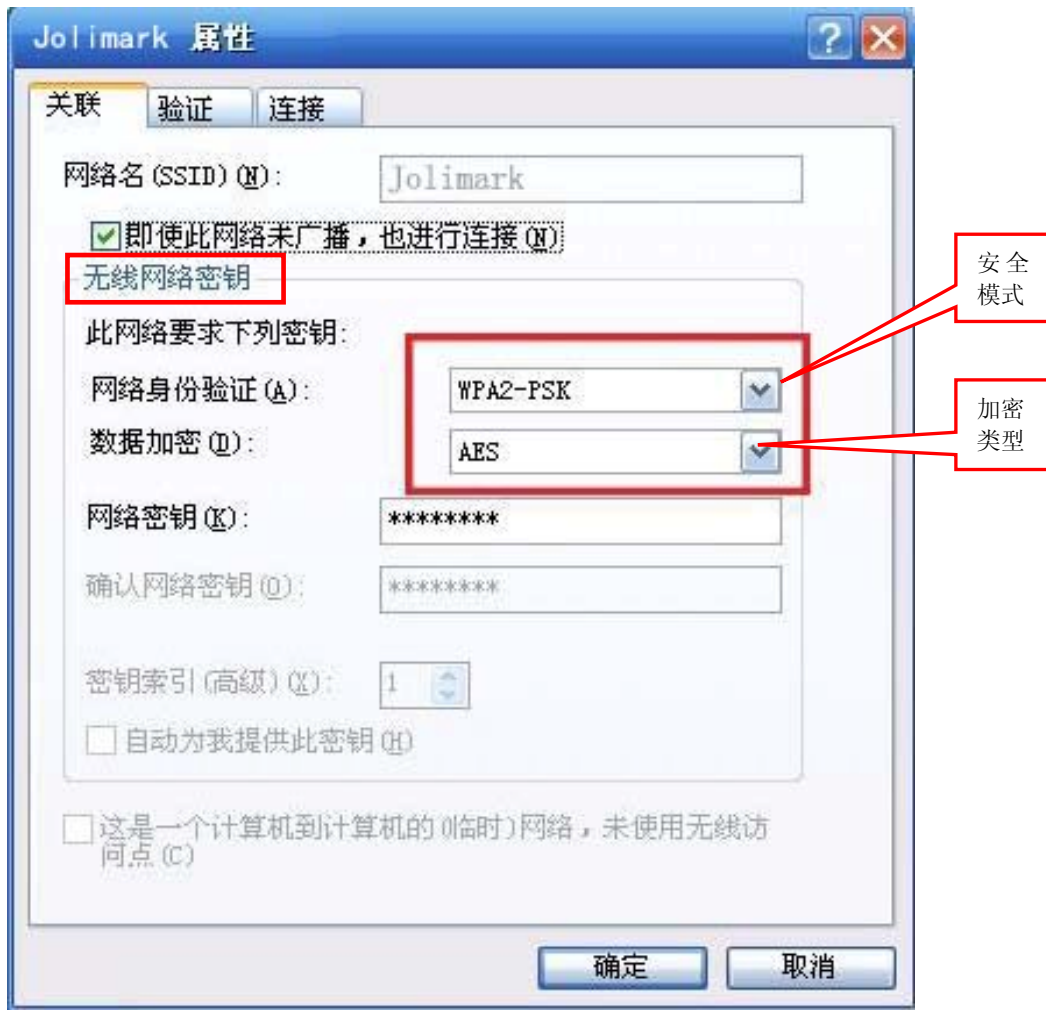 Jolimark 属性
关联 验证 连接
网络名(SSID)(N): Jolimark
即使此网络未广播，也进行连接(N)
无线网络密钥
此网络要求下列密钥:
网络身份验证(A): WPA2-PSK
数据加密(D): AES
网络密钥(K): ********
确认网络密钥(O): ********
密钥索引(高级)(X): 1
自动为我提供此密钥(H)
这是一个计算机到计算机的(临时)网络，未使用无线访
问点(C)
确定 取消
安全
模式
加密
类型